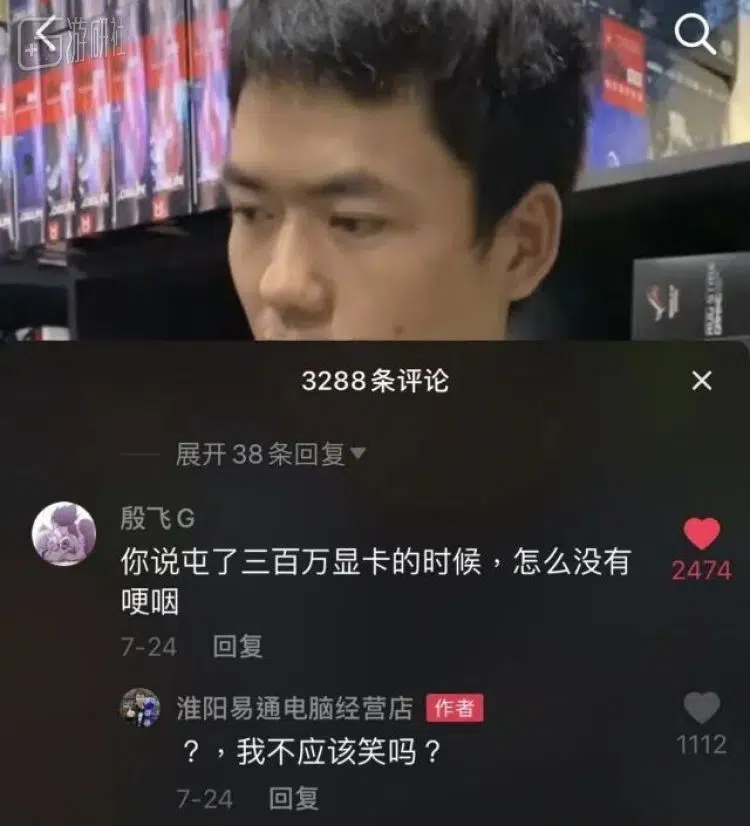 游研社
3288条评论
展开38条回复
殷飞G
你说屯了三百万显卡的时候，怎么没有
哽咽
2474
7-24 回复
淮阳易通电脑经营店 作者
？，我不应该笑吗？
1112
7-24 回复